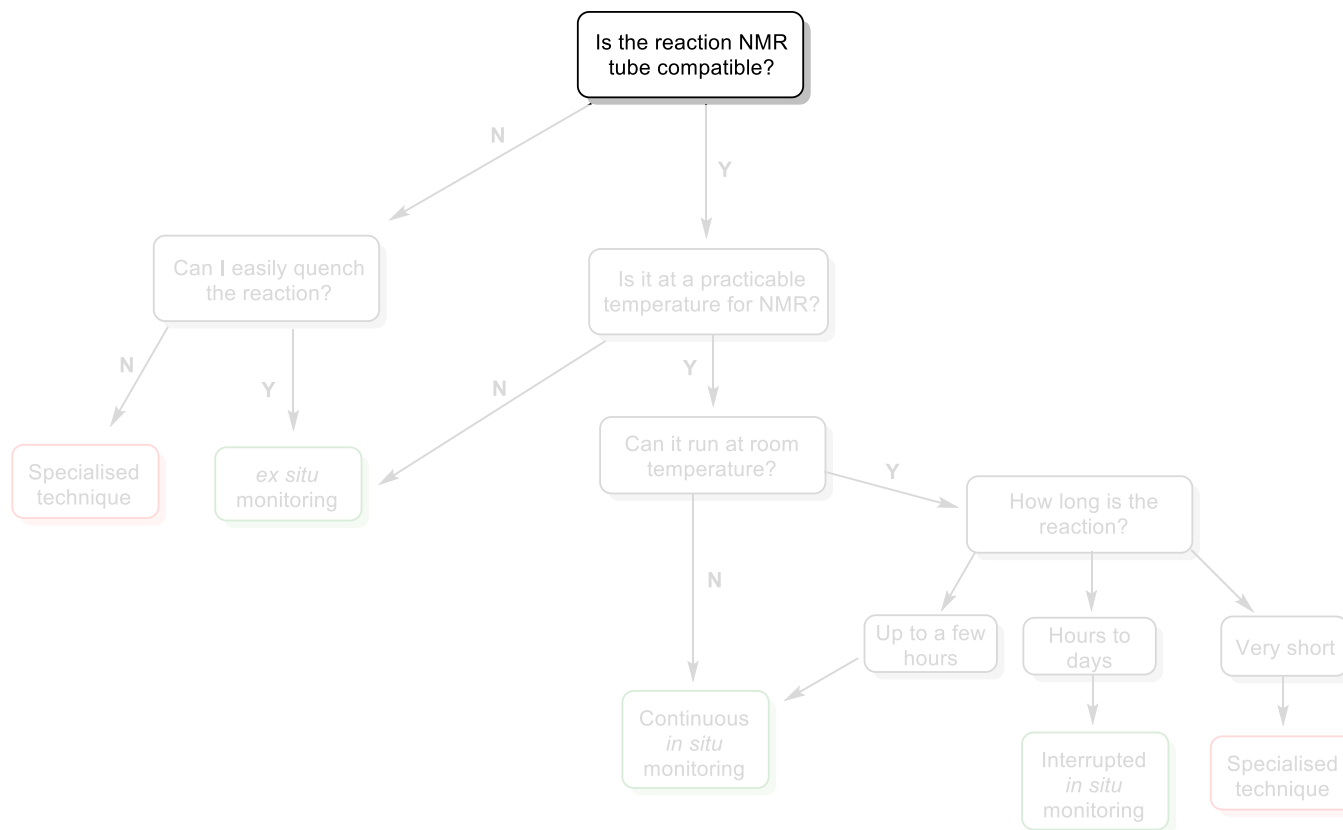 Is the reaction NMR
tube compatible?
N
Y
Can I easily quench
the reaction?
Is it at a practicable
temperature for NMR?
N
Y
N
Y
Specialised
technique
ex situ
monitoring
Can it run at room
temperature?
Y
How long is the
reaction?
N
Up to a few
hours
Hours to
days
Very short
Continuous
in situ
monitoring
Interrupted
in situ
monitoring
Specialised
technique